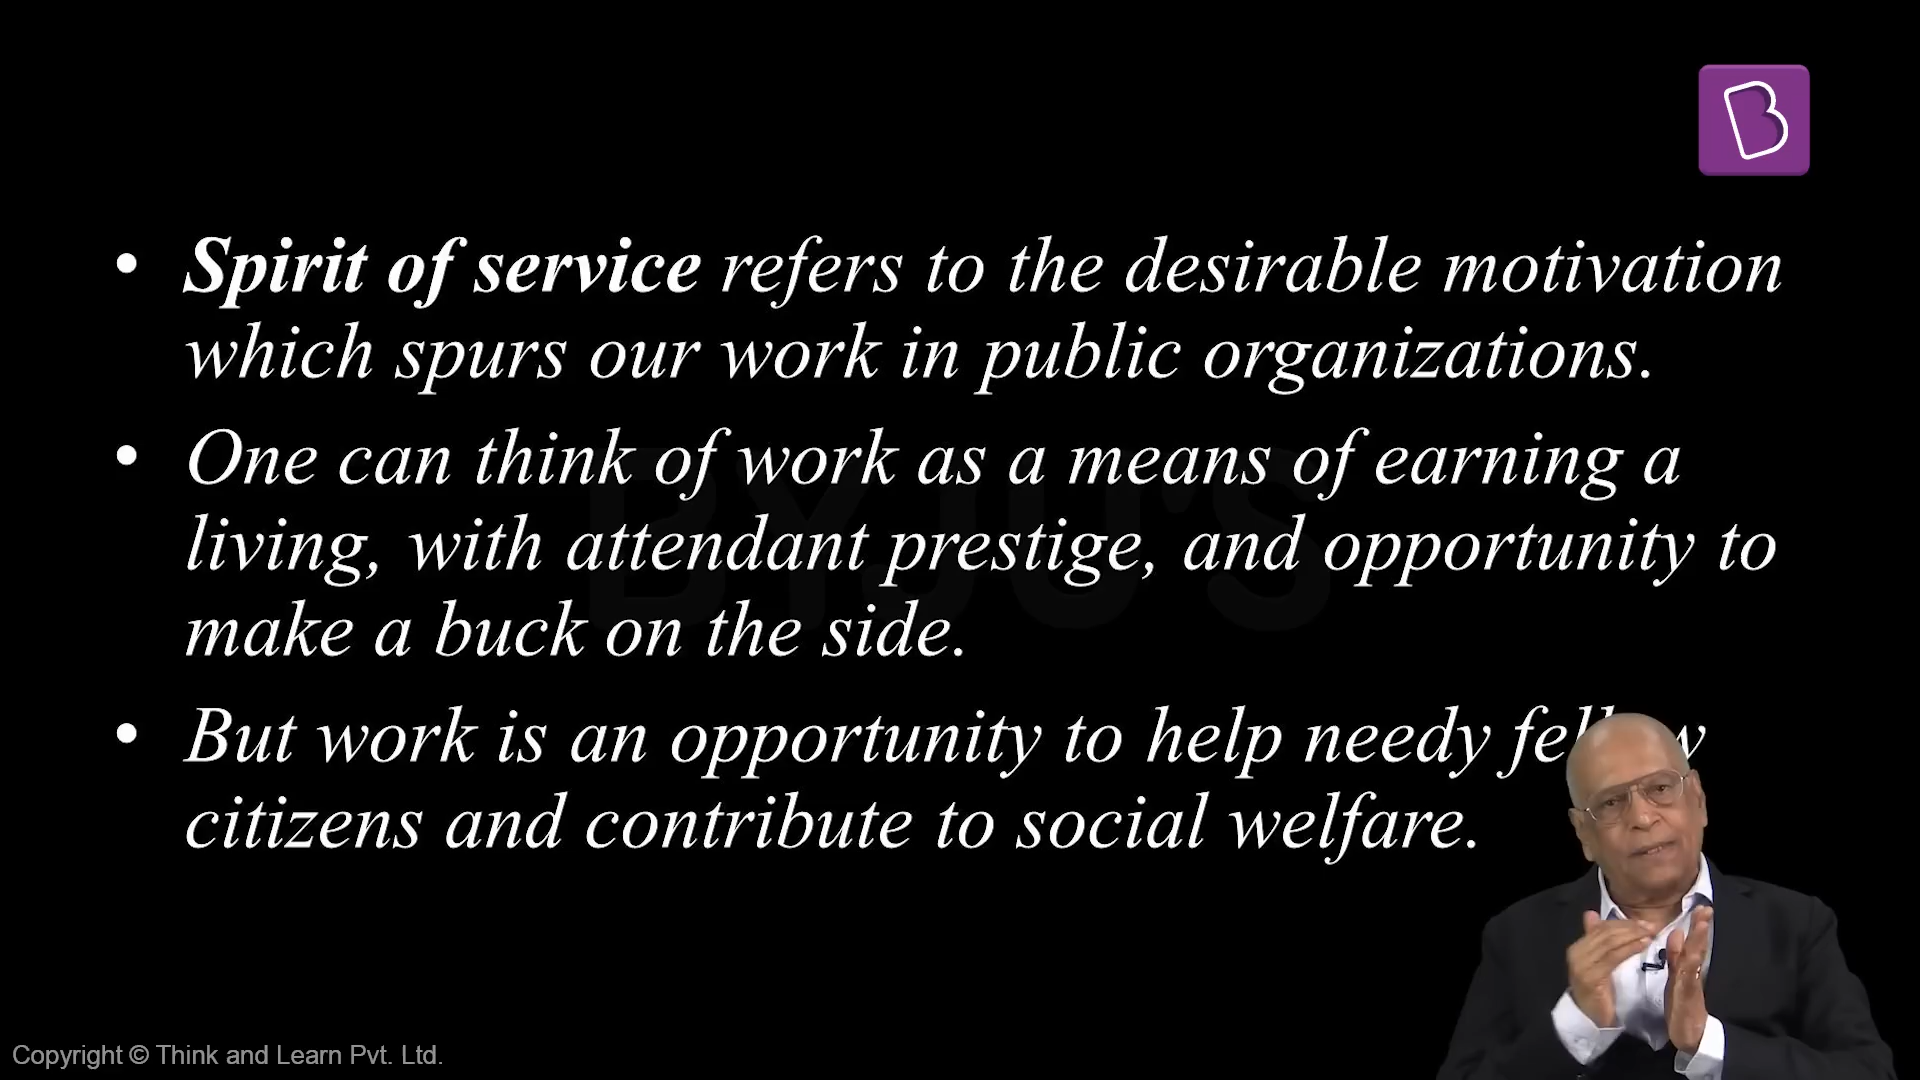 • Spirit of service refers to the desirable motivation
which spurs our work in public organizations.
• One can think of work as a means of earning a
living, with attendant prestige, and opportunity to
make a buck on the side.
• But work is an opportunity to help needy
citizens and contribute to social welfare.
BYJU'S
Copyright © Think and Learn Pvt. Ltd.